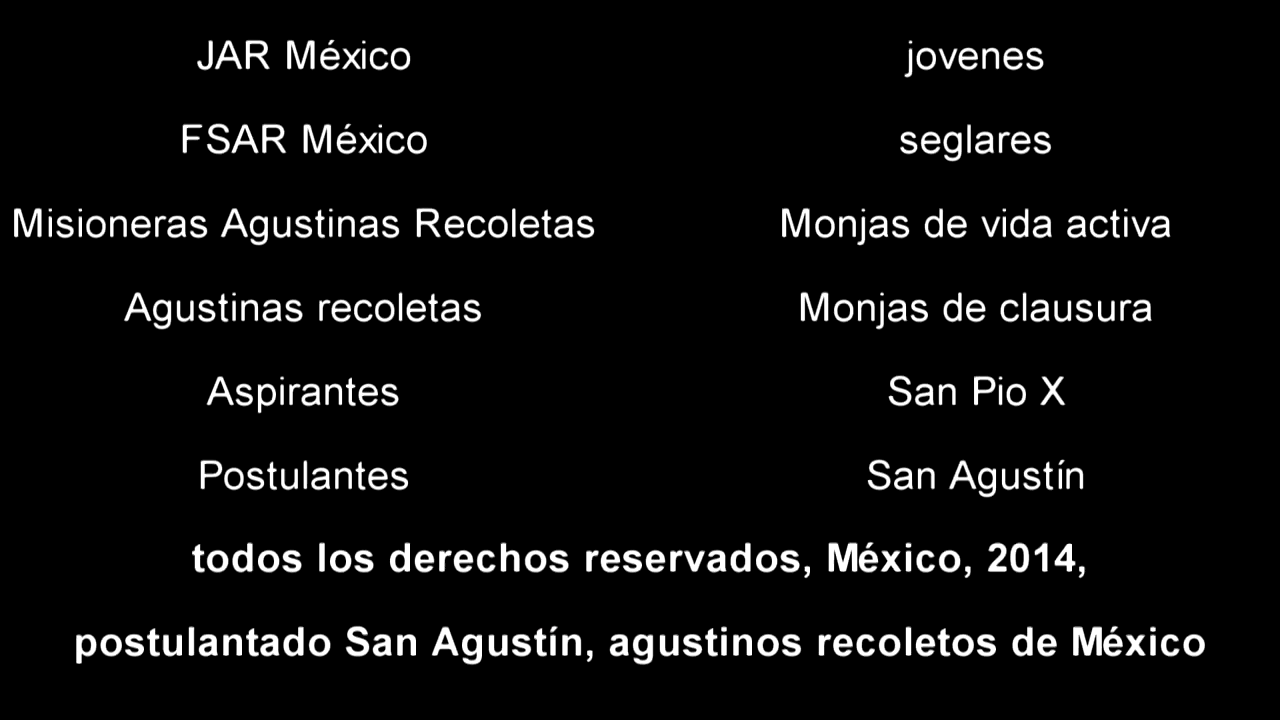 JAR México jovenes
FSAR México seglares
Misioneras Agustinas Recoletas Monjas de vida activa
Agustinas recoletas Monjas de clausura
Aspirantes San Pio X
Postulantes San Agustín
todos los derechos reservados, México, 2014,
postulantado San Agustín, agustinos recoletos de México